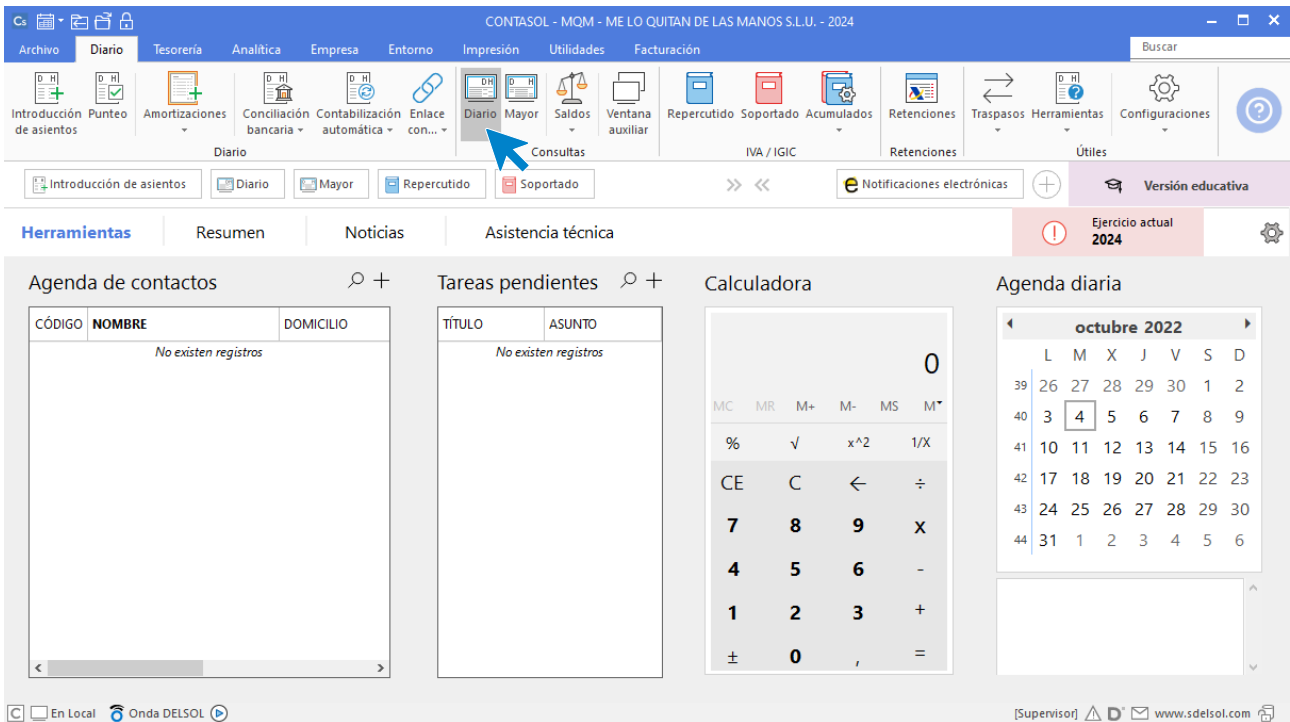 Cs CONTASOL - MQM - ME LO QUITAN DE LAS MANOS S.L.U. - 2024
Archivo Diario Tesorería Analítica Empresa Entorno Impresión Utilidades Facturación Buscar
Introducción de asientos Punteo Amortizaciones Conciliación bancaria Contabilización automática Enlace con... Diario Mayor Saldos Ventana auxiliar Repercutido Soportado Acumulados Retenciones Traspasos Herramientas Configuraciones
Diario Consultas IVA / IGIC Retenciones Útiles
Introducción de asientos Diario Mayor Repercutido Soportado Notificaciones electrónicas Versión educativa
Herramientas Resumen Noticias Asistencia técnica Ejercicio actual
2024
Agenda de contactos Tareas pendientes Calculadora Agenda diaria
CÓDIGO NOMBRE DOMICILIO TÍTULO ASUNTO
No existen registros No existen registros
0
MC MR M+ M- MS M
% √ x^2 1/X
CE C ← ÷
7 8 9 x
4 5 6 -
1 2 3 +
± 0 , =
octubre 2022
L M X J V S D
39 26 27 28 29 30 1 2
40 3 4 5 6 7 8 9
41 10 11 12 13 14 15 16
42 17 18 19 20 21 22 23
43 24 25 26 27 28 29 30
44 31 1 2 3 4 5 6
C En Local Onda DELSOL [Supervisor] D www.sdelsol.com